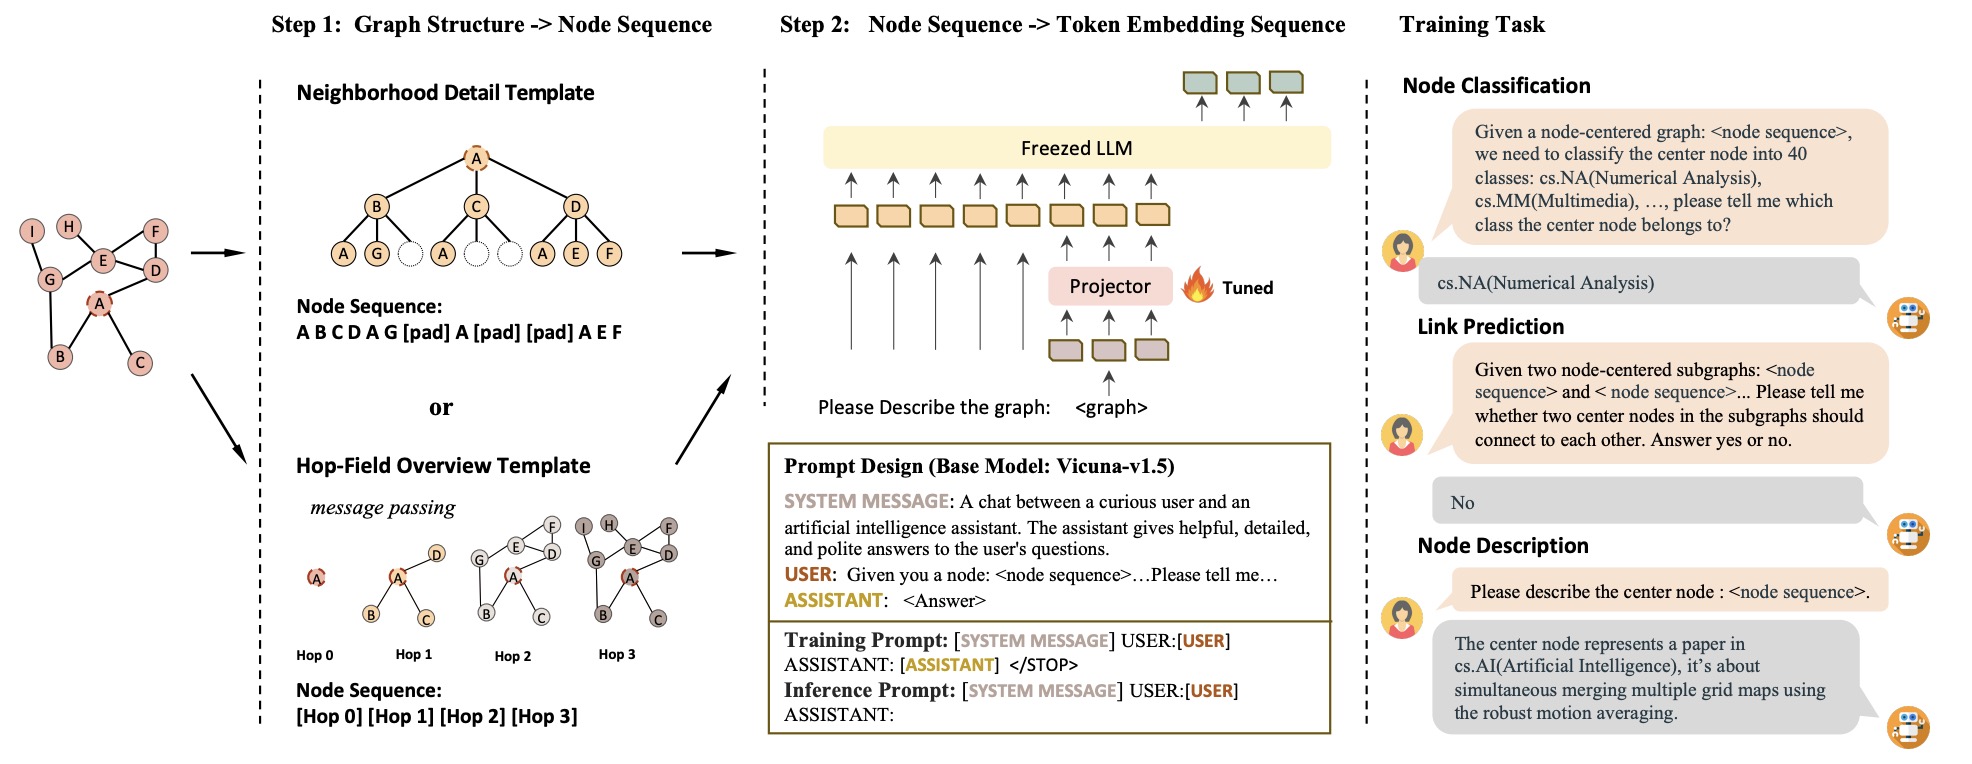 Step 1: Graph Structure -> Node Sequence
Step 2: Node Sequence -> Token Embedding Sequence
Training Task
I
H
F
E
D
G
A
B
C
Neighborhood Detail Template
A
B
C
D
A
G
A
A
E
F
Node Sequence:
A B C D A G [pad] A [pad] [pad] A E F
or
Hop-Field Overview Template
message passing
A
D
A
B
C
F
E
D
G
A
B
C
I
H
F
E
D
G
A
B
C
Hop 0
Hop 1
Hop 2
Hop 3
Node Sequence:
[Hop 0] [Hop 1] [Hop 2] [Hop 3]
Freezed LLM
Projector
Tuned
Please Describe the graph: <graph>
Prompt Design (Base Model: Vicuna-v1.5)
SYSTEM MESSAGE: A chat between a curious user and an
artificial intelligence assistant. The assistant gives helpful, detailed,
and polite answers to the user's questions.
USER: Given you a node: <node sequence>…Please tell me…
ASSISTANT: <Answer>
Training Prompt: [SYSTEM MESSAGE] USER:[USER]
ASSISTANT: [ASSISTANT] </STOP>
Inference Prompt: [SYSTEM MESSAGE] USER:[USER]
ASSISTANT:
Node Classification
Given a node-centered graph: <node sequence>,
we need to classify the center node into 40
classes: cs.NA(Numerical Analysis),
cs.MM(Multimedia), …, please tell me which
class the center node belongs to?
cs.NA(Numerical Analysis)
Link Prediction
Given two node-centered subgraphs: <node
sequence> and < node sequence>... Please tell me
whether two center nodes in the subgraphs should
connect to each other. Answer yes or no.
No
Node Description
Please describe the center node : <node sequence>.
The center node represents a paper in
cs.AI(Artificial Intelligence), it's about
simultaneous merging multiple grid maps using
the robust motion averaging.